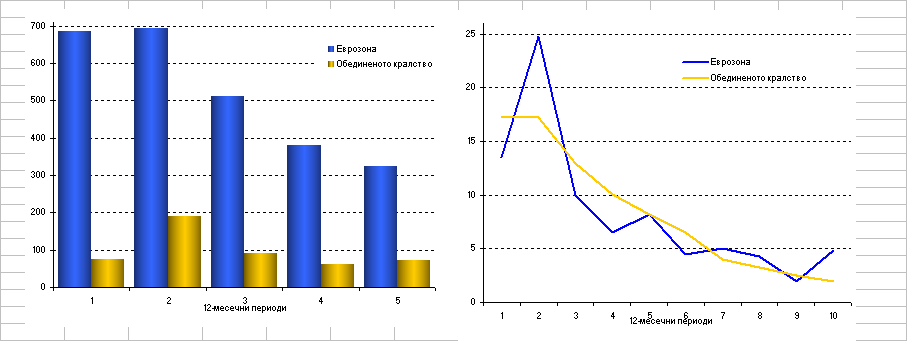 700
600
500
400
300
200
100
0
Еврозона
Обединеното кралство
1 2 3 4 5
12-месечни периоди
25
20
15
10
5
0
Еврозона
Обединеното кралство
1 2 3 4 5 6 7 8 9 10
12-месечни периоди